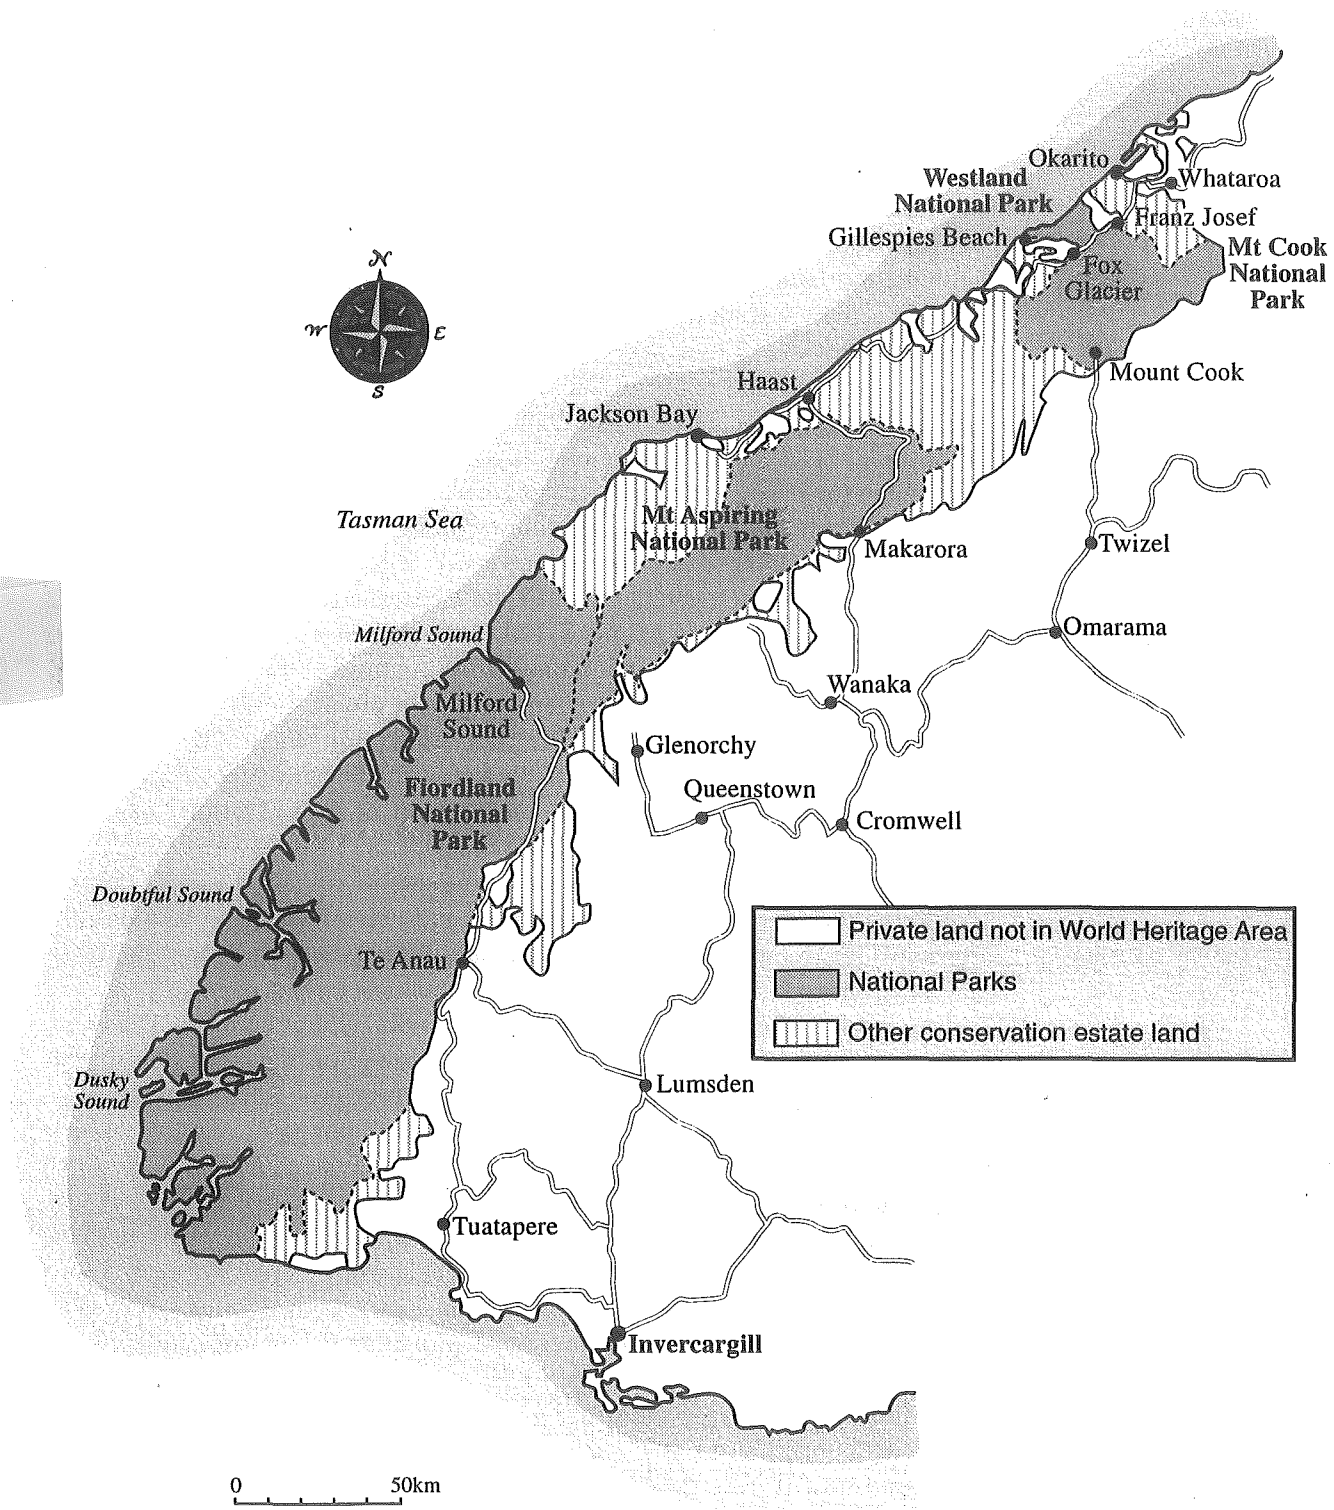 Okarito
Westland
National Park
Whataroa
Franz Josef
Gillespies Beach
Mt Cook
National
Park
Fox
Glacier
N
W
E
S
Mount Cook
Haast
Jackson Bay
Tasman Sea
Mt Aspiring
National Park
Makarora
Twizel
Milford Sound
Omarama
Wanaka
Milford
Sound
Glenorchy
Queenstown
Fiordland
National
Park
Cromwell
Doubtful Sound
Private land not in World Heritage Area
Te Anau
National Parks
Other conservation estate land
Dusky
Sound
Lumsden
Tuatapere
Invercargill
0
50km